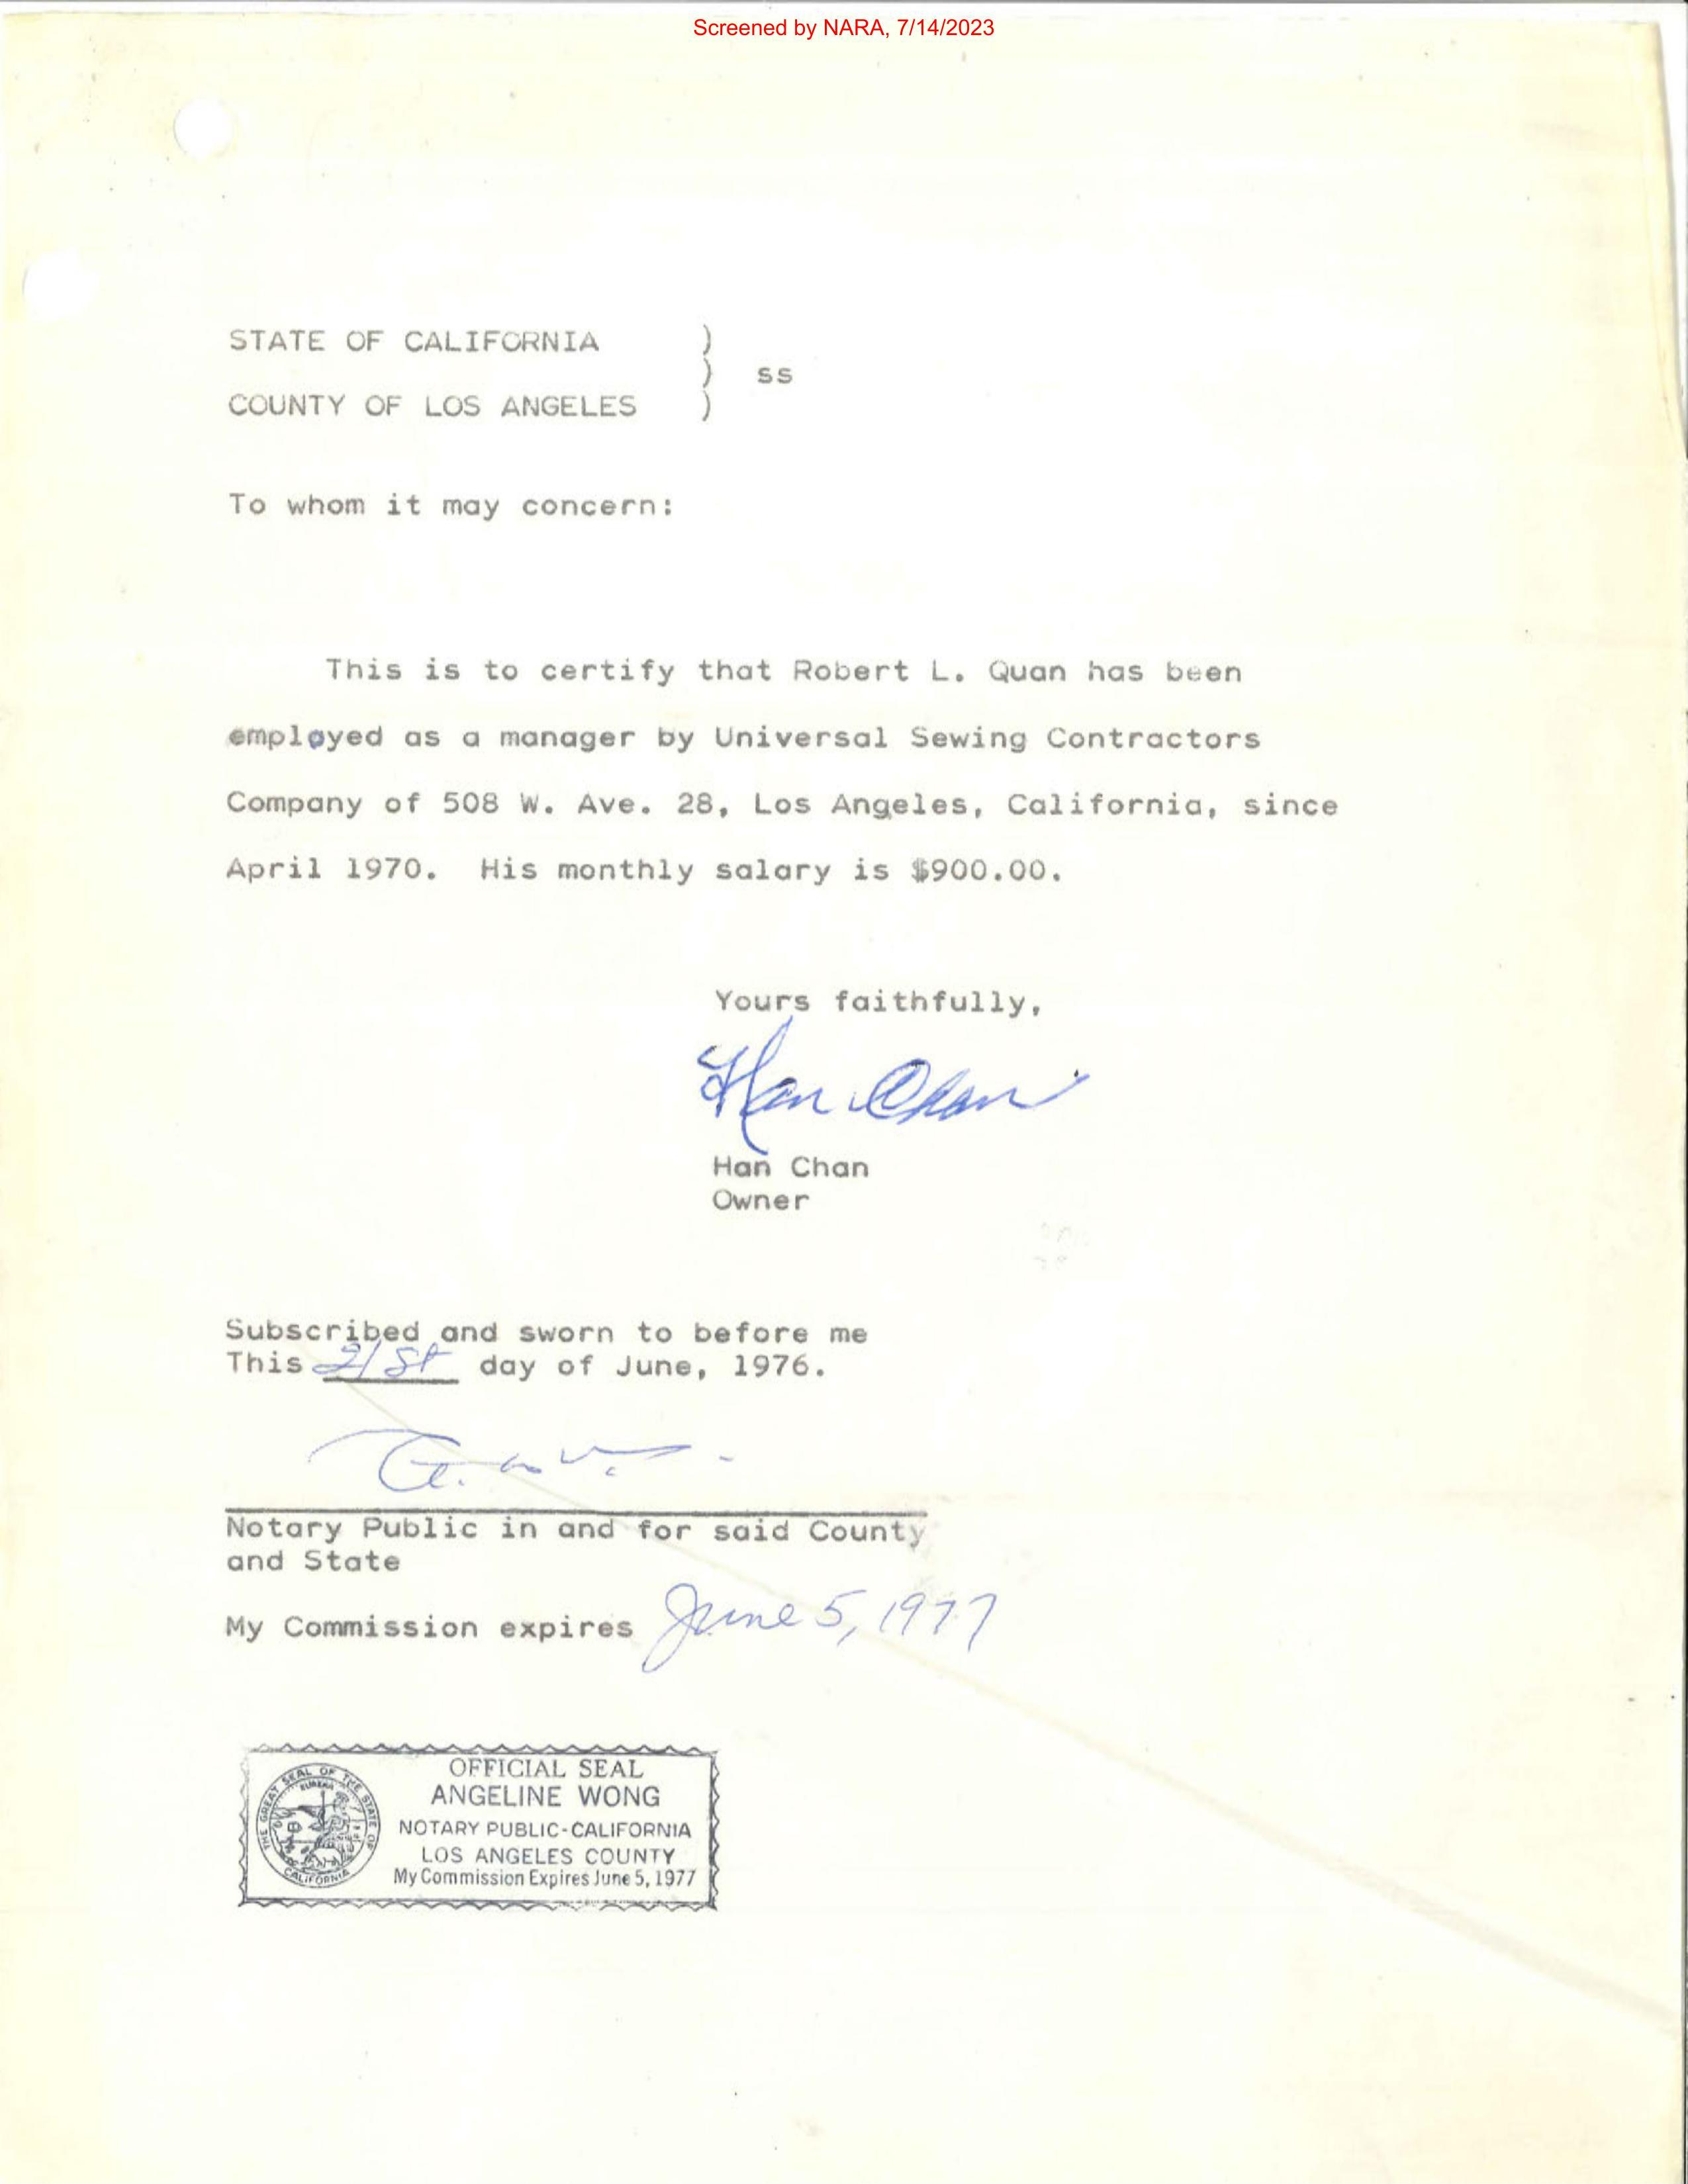 Screened by NARA, 7/14/2023
STATE OF CALIFORNIA )
) ss
COUNTY OF LOS ANGELES )
To whom it may concern:
This is to certify that Robert L. Quan has been
employed as a manager by Universal Sewing Contractors
Company of 508 W. Ave. 28, Los Angeles, California, since
April 1970. His monthly salary is $900.00.
Yours faithfully,
Han Chan
Han Chan
Owner
Subscribed and sworn to before me
This 21st day of June, 1976.
Notary Public in and for said County
and State
My Commission expires June 5, 1977
OFFICIAL SEAL
ANGELINE WONG
NOTARY PUBLIC-CALIFORNIA
LOS ANGELES COUNTY
My Commission Expires June 5, 1977
THE GREAT SEAL OF THE STATE OF CALIFORNIA
EUREKA